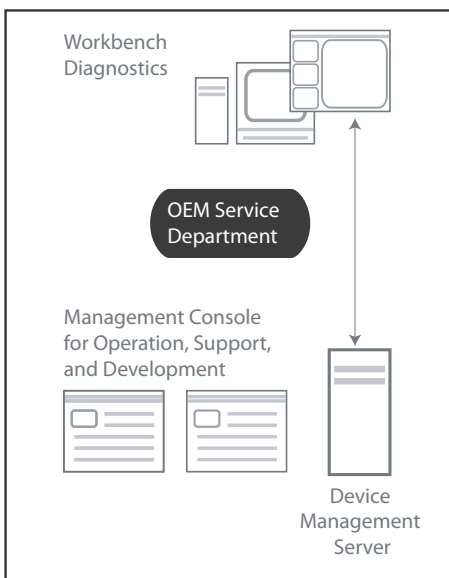 Workbench
Diagnostics
OEM Service
Department
Management Console
for Operation, Support,
and Development
Device
Management
Server